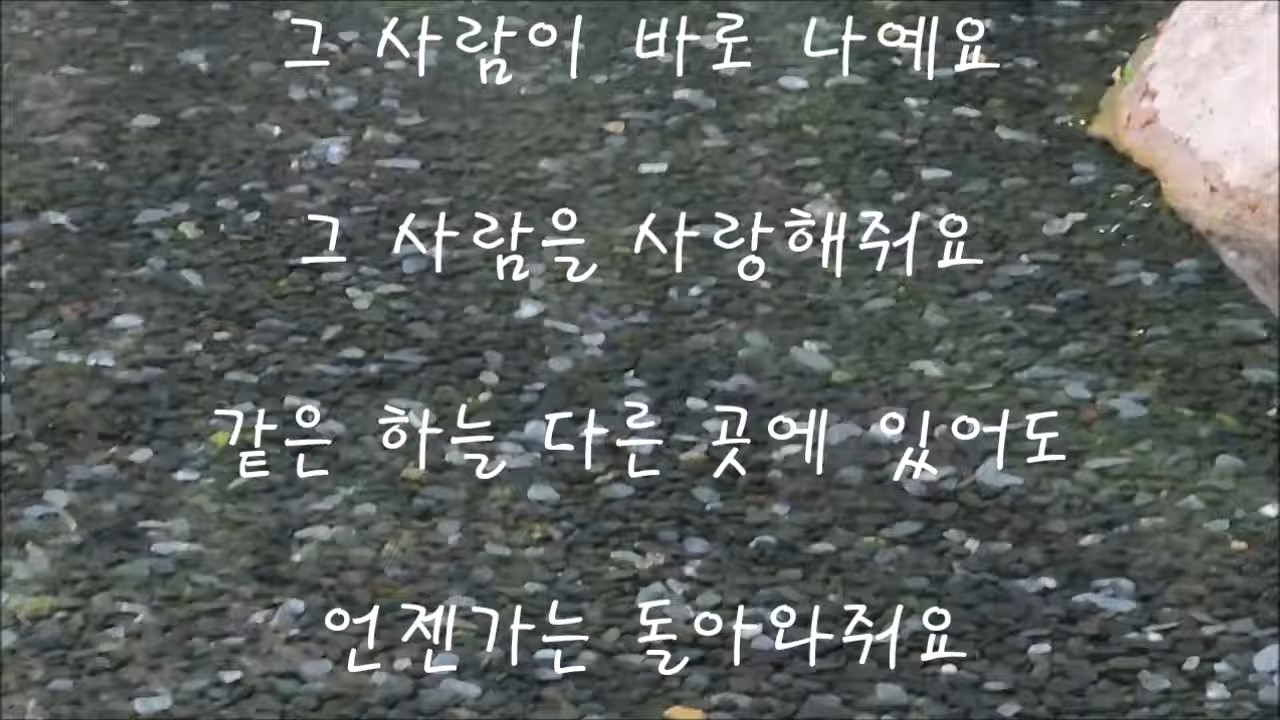 그 사람이 바로 나예요
그 사람을 사랑해줘요
같은 하늘 다른 곳에 있어도
언젠가는 돌아와줘요